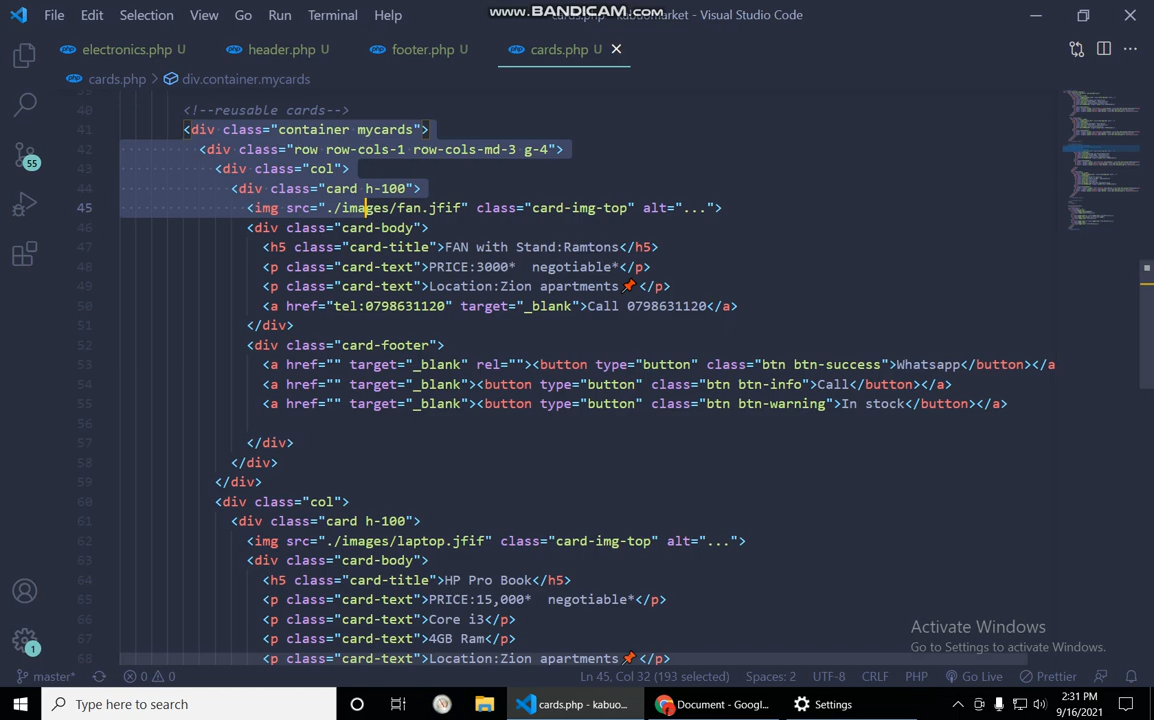 File Edit Selection View Go Run Terminal Help
www.BANDICAM.com
cards.php - kabuomarket - Visual Studio Code
electronics.php U header.php U footer.php U cards.php U
cards.php > div.container.mycards
40 <!--reusable cards-->
41 <div class="container mycards">
42 <div class="row row-cols-1 row-cols-md-3 g-4">
43 <div class="col">
44 <div class="card h-100">
45 <img src="./images/fan.jfif" class="card-img-top" alt="...">
46 <div class="card-body">
47 <h5 class="card-title">FAN with Stand:Ramtons</h5>
48 <p class="card-text">PRICE:3000* negotiable*</p>
49 <p class="card-text">Location:Zion apartments📌</p>
50 <a href="tel:0798631120" target="_blank">Call 0798631120</a>
51 </div>
52 <div class="card-footer">
53 <a href="" target="_blank" rel=""><button type="button" class="btn btn-success">Whatsapp</button></a
54 <a href="" target="_blank"><button type="button" class="btn btn-info">Call</button></a>
55 <a href="" target="_blank"><button type="button" class="btn btn-warning">In stock</button></a>
56
57 </div>
58 </div>
59 </div>
60 <div class="col">
61 <div class="card h-100">
62 <img src="./images/laptop.jfif" class="card-img-top" alt="...">
63 <div class="card-body">
64 <h5 class="card-title">HP Pro Book</h5>
65 <p class="card-text">PRICE:15,000* negotiable*</p>
66 <p class="card-text">Core i3</p>
67 <p class="card-text">4GB Ram</p>
68 <p class="card-text">Location:Zion apartments📌</p>
55
1
Activate Windows
Go to Settings to activate Windows.
master* 0 0 Ln 45, Col 32 (193 selected) Spaces: 2 UTF-8 CRLF PHP Go Live Prettier
Type here to search
cards.php - kabuo...
Document - Googl...
Settings
2:31 PM
9/16/2021